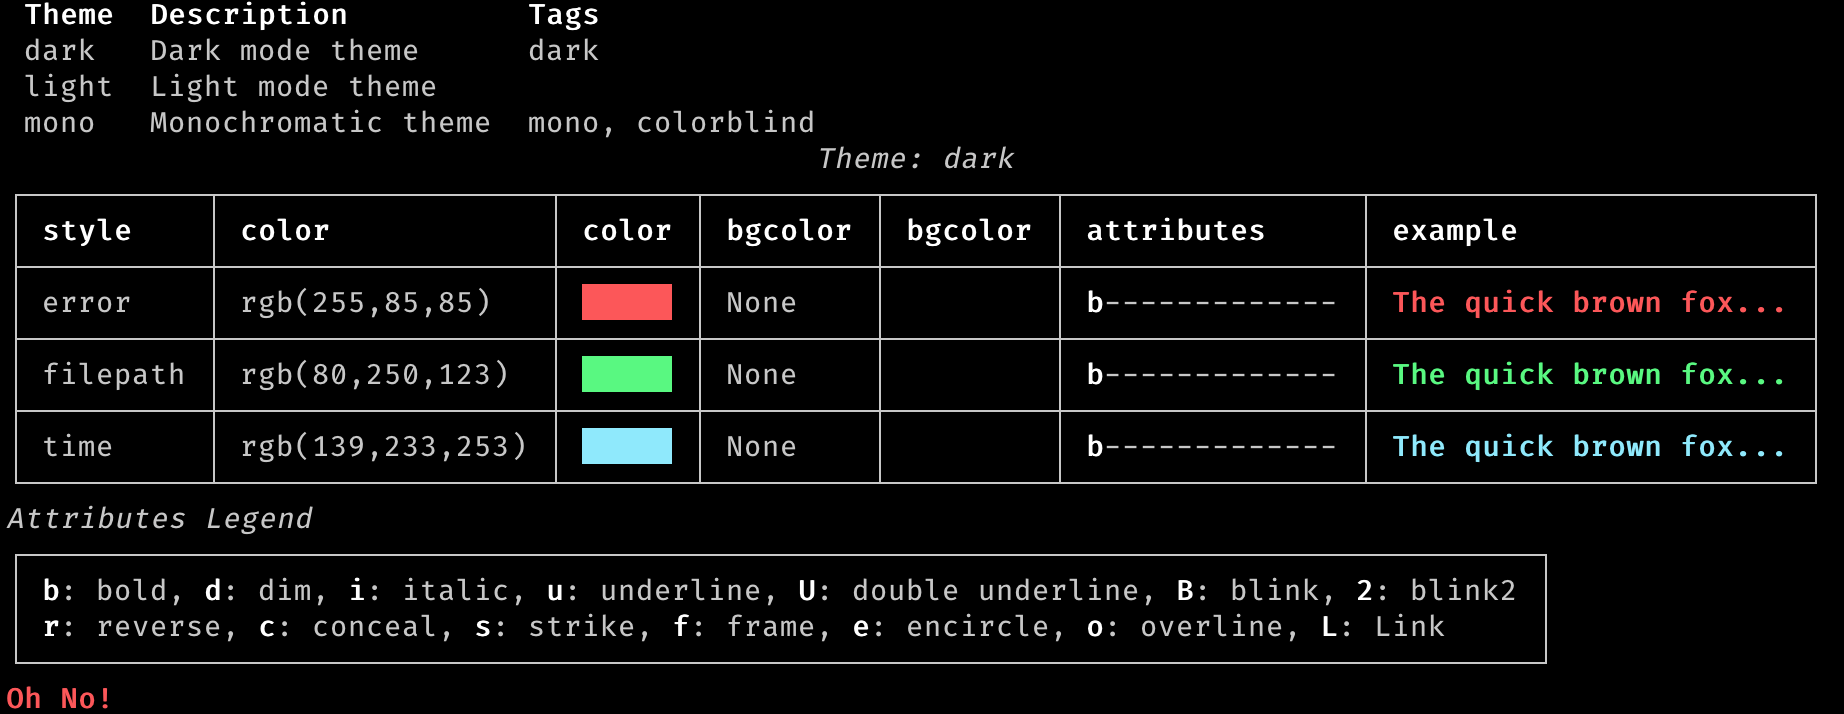 Theme Description Tags
dark Dark mode theme dark
light Light mode theme
mono Monochromatic theme mono, colorblind
Theme: dark
style color color bgcolor bgcolor attributes example
error rgb(255,85,85) None b------------- The quick brown fox...
filepath rgb(80,250,123) None b------------- The quick brown fox...
time rgb(139,233,253) None b------------- The quick brown fox...
Attributes Legend
b: bold, d: dim, i: italic, u: underline, U: double underline, B: blink, 2: blink2
r: reverse, c: conceal, s: strike, f: frame, e: encircle, o: overline, L: Link
Oh No!